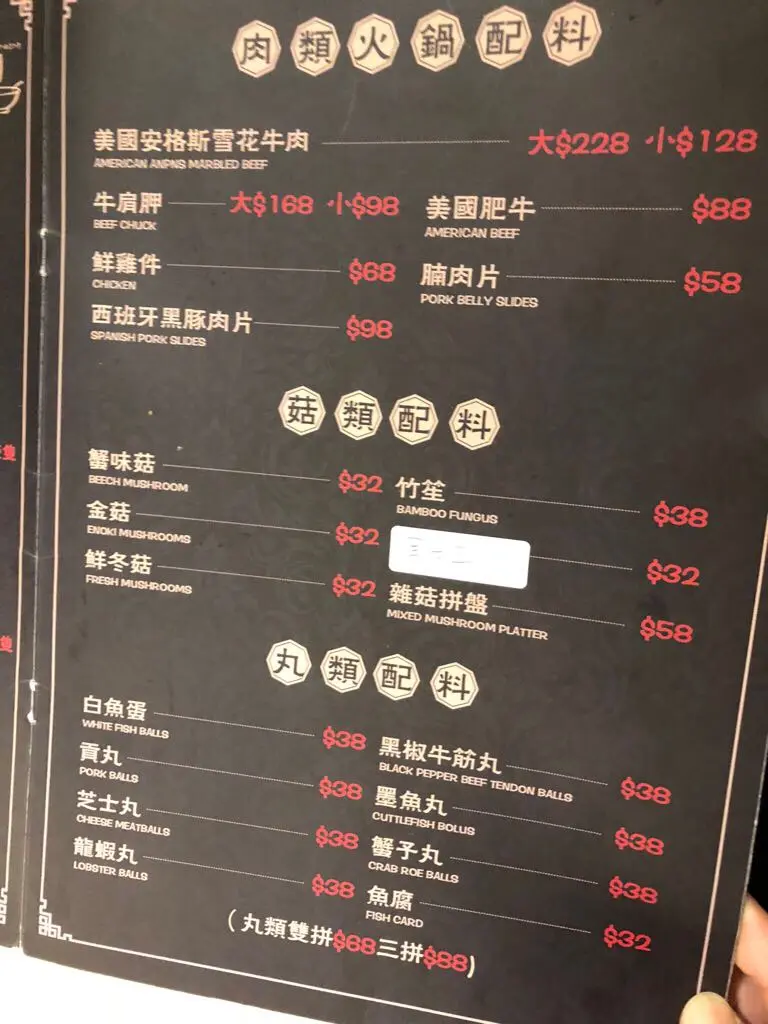 肉類火鍋配料
美國安格斯雪花牛肉 大$228 小$128
AMERICAN ANPNS MARBLED BEEF
牛肩胛 大$168 小$98
BEEF CHUCK
美國肥牛 $88
AMERICAN BEEF
鮮雞件 $68
CHICKEN
腩肉片 $58
PORK BELLY SLIDES
西班牙黑豚肉片 $98
SPANISH PORK SLIDES
菇類配料
蟹味菇 $32
BEECH MUSHROOM
竹笙 $38
BAMBOO FUNGUS
金菇 $32
ENOKI MUSHROOMS
$32
鮮冬菇 $32
FRESH MUSHROOMS
雜菇拼盤 $58
MIXED MUSHROOM PLATTER
丸類配料
白魚蛋 $38
WHITE FISH BALLS
黑椒牛筋丸 $38
BLACK PEPPER BEEF TENDON BALLS
貢丸 $38
PORK BALLS
墨魚丸 $38
CUTTLEFISH BOLUS
芝士丸 $38
CHEESE MEATBALLS
蟹子丸 $38
CRAB ROE BALLS
龍蝦丸 $38
LOBSTER BALLS
魚腐 $32
FISH CARD
(丸類雙拼$68三拼$88)
隻
隻